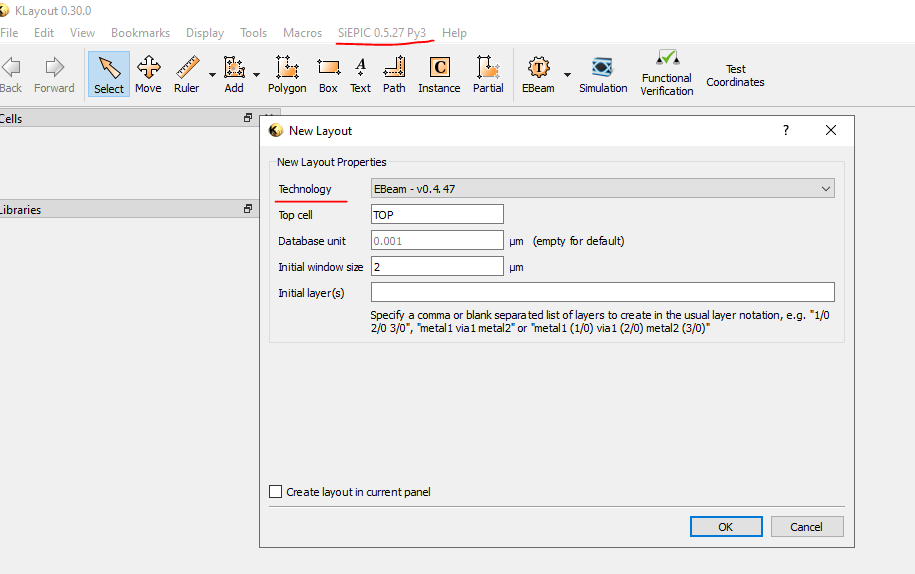 KLayout 0.30.0
File Edit View Bookmarks Display Tools Macros SiEPIC 0.5.27 Py3 Help
Back Forward Select Move Ruler Add Polygon Box Text Path Instance Partial EBeam Simulation Functional Verification Test Coordinates
Cells
Libraries
New Layout
New Layout Properties
Technology EBeam - v0.4.47
Top cell TOP
Database unit 0.001 µm (empty for default)
Initial window size 2 µm
Initial layer(s)
Specify a comma or blank separated list of layers to create in the usual layer notation, e.g. "1/0
2/0 3/0", "metal1 via1 metal2" or "metal1 (1/0) via1 (2/0) metal2 (3/0)"
Create layout in current panel
OK Cancel